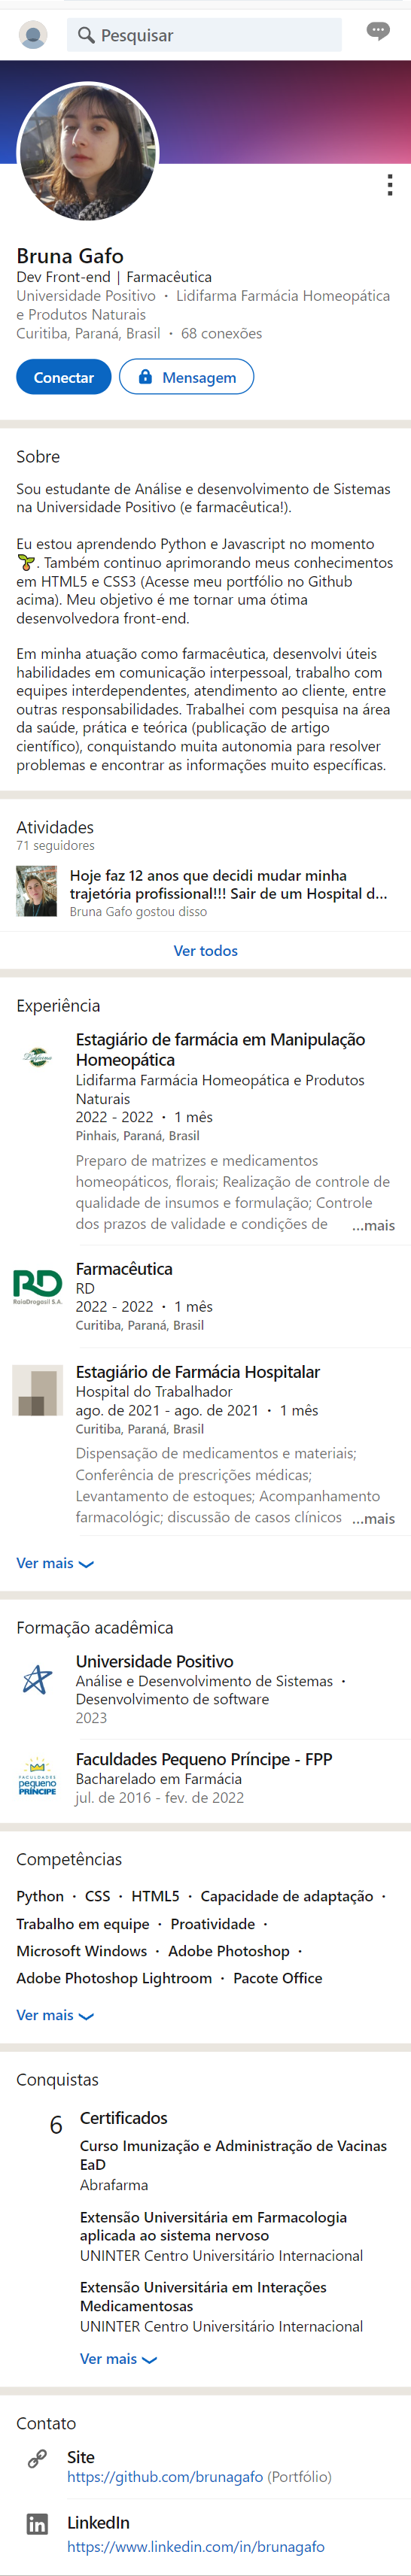 Pesquisar
Bruna Gafo
Dev Front-end | Farmacêutica
Universidade Positivo · Lidifarma Farmácia Homeopática
e Produtos Naturais
Curitiba, Paraná, Brasil · 68 conexões
Conectar
Mensagem
Sobre
Sou estudante de Análise e desenvolvimento de Sistemas
na Universidade Positivo (e farmacêutica!).
Eu estou aprendendo Python e Javascript no momento
🌱. Também continuo aprimorando meus conhecimentos
em HTML5 e CSS3 (Acesse meu portfólio no Github
acima). Meu objetivo é me tornar uma ótima
desenvolvedora front-end.
Em minha atuação como farmacêutica, desenvolvi úteis
habilidades em comunicação interpessoal, trabalho com
equipes interdependentes, atendimento ao cliente, entre
outras responsabilidades. Trabalhei com pesquisa na área
da saúde, prática e teórica (publicação de artigo
científico), conquistando muita autonomia para resolver
problemas e encontrar as informações muito específicas.
Atividades
71 seguidores
Hoje faz 12 anos que decidi mudar minha
trajetória profissional!!! Sair de um Hospital d...
Bruna Gafo gostou disso
Ver todos
Experiência
Estagiário de farmácia em Manipulação
Homeopática
Lidifarma Farmácia Homeopática e Produtos
Naturais
2022 - 2022 · 1 mês
Pinhais, Paraná, Brasil
Preparo de matrizes e medicamentos
homeopáticos, florais; Realização de controle de
qualidade de insumos e formulação; Controle
dos prazos de validade e condições de ...mais
RD
RaiaDrogasil S.A.
Farmacêutica
RD
2022 - 2022 · 1 mês
Curitiba, Paraná, Brasil
Estagiário de Farmácia Hospitalar
Hospital do Trabalhador
ago. de 2021 - ago. de 2021 · 1 mês
Curitiba, Paraná, Brasil
Dispensação de medicamentos e materiais;
Conferência de prescrições médicas;
Levantamento de estoques; Acompanhamento
farmacológic; discussão de casos clínicos ...mais
Ver mais
Formação acadêmica
Universidade Positivo
Análise e Desenvolvimento de Sistemas ·
Desenvolvimento de software
2023
FACULDADES
pequeno
PRÍNCIPE
Faculdades Pequeno Príncipe - FPP
Bacharelado em Farmácia
jul. de 2016 - fev. de 2022
Competências
Python · CSS · HTML5 · Capacidade de adaptação ·
Trabalho em equipe · Proatividade ·
Microsoft Windows · Adobe Photoshop ·
Adobe Photoshop Lightroom · Pacote Office
Ver mais
Conquistas
6 Certificados
Curso Imunização e Administração de Vacinas
EaD
Abrafarma
Extensão Universitária em Farmacologia
aplicada ao sistema nervoso
UNINTER Centro Universitário Internacional
Extensão Universitária em Interações
Medicamentosas
UNINTER Centro Universitário Internacional
Ver mais
Contato
Site
https://github.com/brunagafo (Portfólio)
in
LinkedIn
https://www.linkedin.com/in/brunagafo